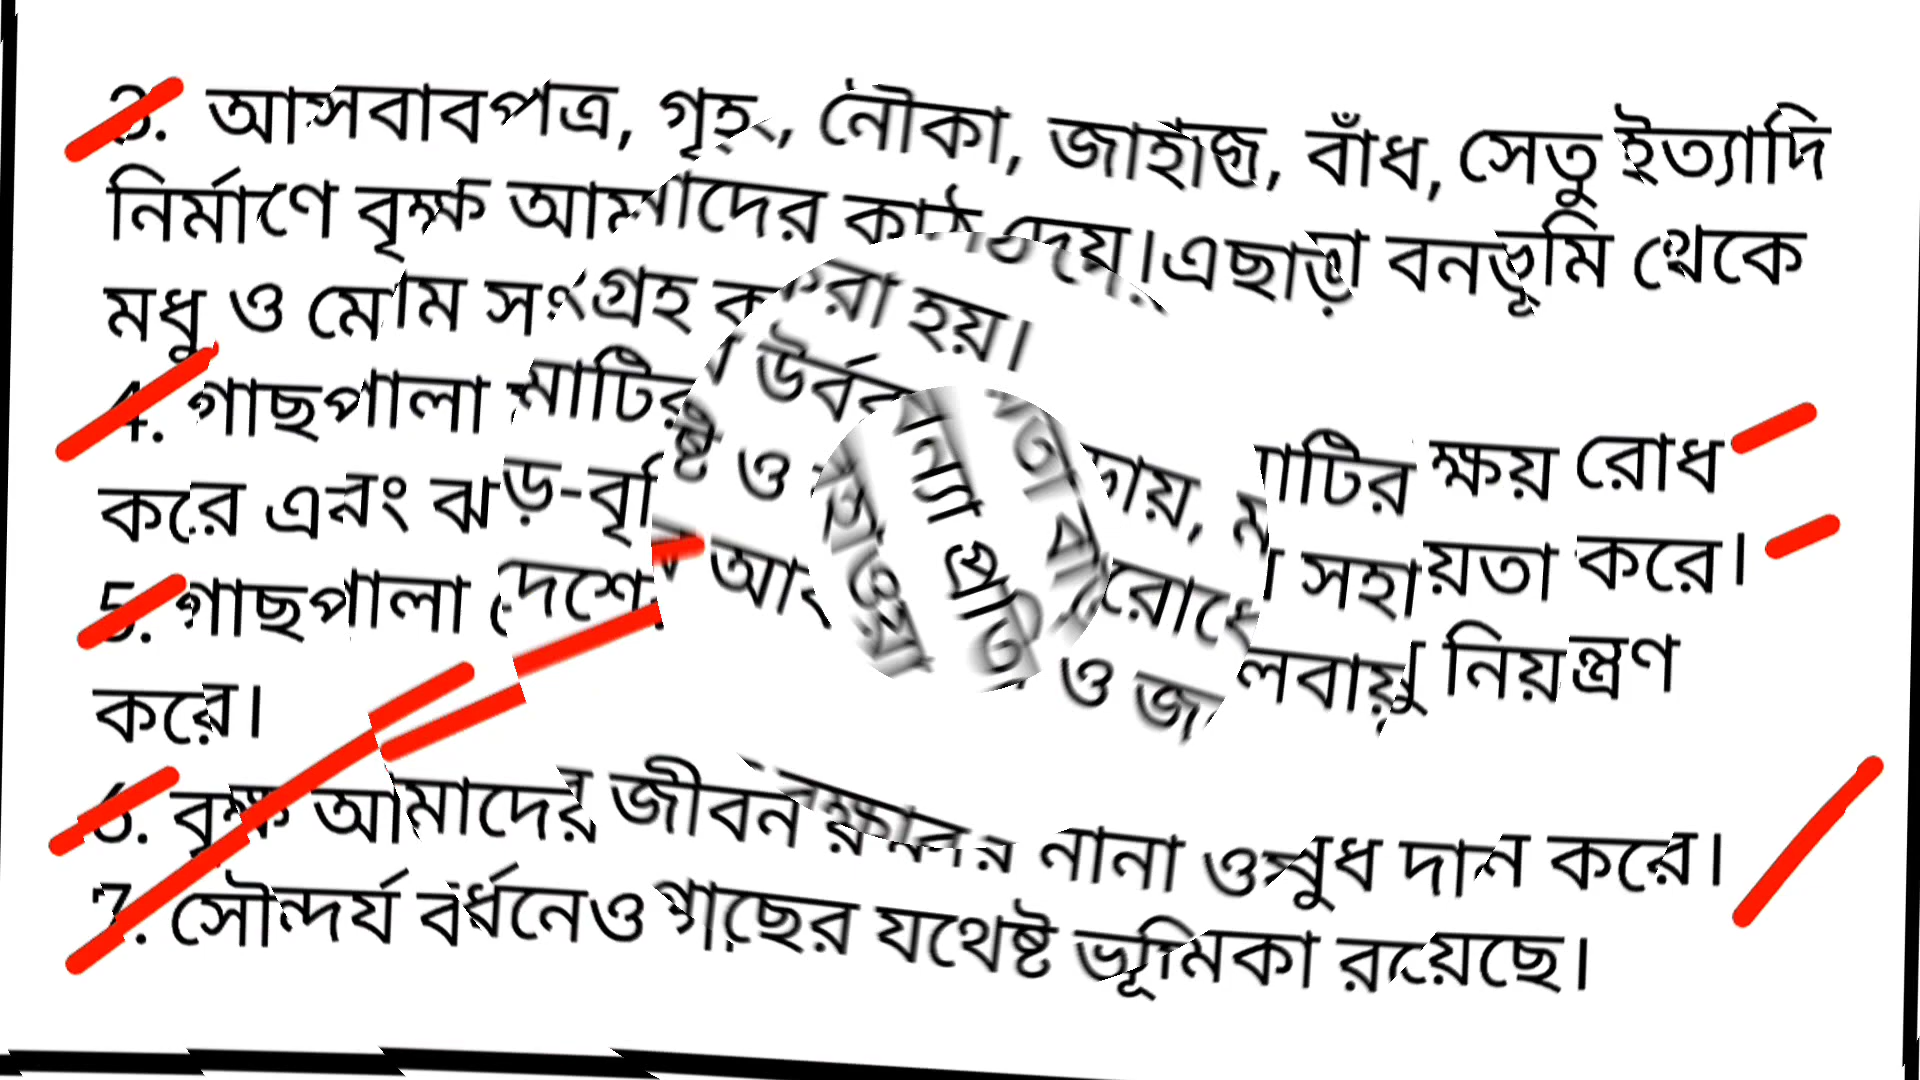 3. আসবাবপত্র, গৃহ, নৌকা, জাহাজ, বাঁধ, সেতু ইত্যাদি
নির্মাণে বৃক্ষ আমাদের কাঠ দেয়।এছাড়া বনভূমি থেকে
মধু ও মোম সংগ্রহ করা হয়।
4. গাছপালা মাটির উর্বরতা বাড়ায়, মাটির ক্ষয় রোধ
করে এবং ঝড়-বৃষ্টি ও বন্যা প্রতিরোধে সহায়তা করে।
5. গাছপালা দেশের আবহাওয়া ও জলবায়ু নিয়ন্ত্রণ
করে।
6. বৃক্ষ আমাদের জীবন রক্ষার নানা ওষুধ দান করে।
7. সৌন্দর্য বর্ধনেও গাছের যথেষ্ট ভূমিকা রয়েছে।